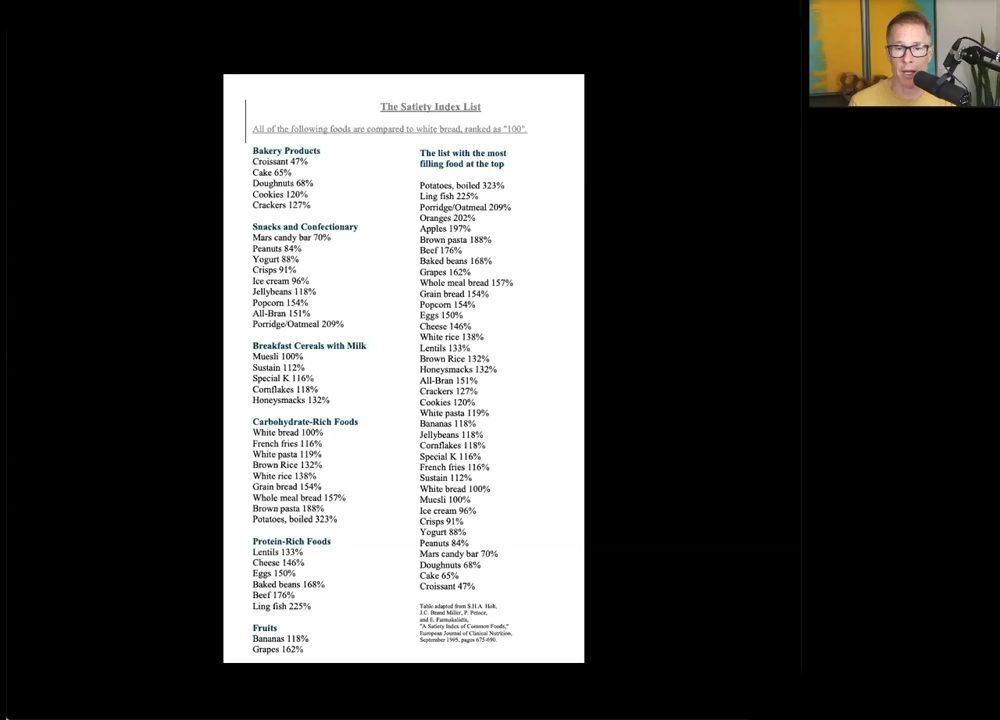 The Satiety Index List
All of the following foods are compared to white bread, ranked as "100".
Bakery Products
Croissant 47%
Cake 65%
Doughnuts 68%
Cookies 120%
Crackers 127%
Snacks and Confectionary
Mars candy bar 70%
Peanuts 84%
Yogurt 88%
Crisps 91%
Ice cream 96%
Jellybeans 118%
Popcorn 154%
All-Bran 151%
Porridge/Oatmeal 209%
Breakfast Cereals with Milk
Muesli 100%
Sustain 112%
Special K 116%
Cornflakes 118%
Honeysmacks 132%
Carbohydrate-Rich Foods
White bread 100%
French fries 116%
White pasta 119%
Brown Rice 132%
White rice 138%
Grain bread 154%
Whole meal bread 157%
Brown pasta 188%
Potatoes, boiled 323%
Protein-Rich Foods
Lentils 133%
Cheese 146%
Eggs 150%
Baked beans 168%
Beef 176%
Ling fish 225%
Fruits
Bananas 118%
Grapes 162%
The list with the most
filling food at the top
Potatoes, boiled 323%
Ling fish 225%
Porridge/Oatmeal 209%
Oranges 202%
Apples 197%
Brown pasta 188%
Beef 176%
Baked beans 168%
Grapes 162%
Whole meal bread 157%
Grain bread 154%
Popcorn 154%
Eggs 150%
Cheese 146%
White rice 138%
Lentils 133%
Brown Rice 132%
Honeysmacks 132%
All-Bran 151%
Crackers 127%
Cookies 120%
White pasta 119%
Bananas 118%
Jellybeans 118%
Cornflakes 118%
Special K 116%
French fries 116%
Sustain 112%
White bread 100%
Muesli 100%
Ice cream 96%
Crisps 91%
Yogurt 88%
Peanuts 84%
Mars candy bar 70%
Doughnuts 68%
Cake 65%
Croissant 47%
Table adapted from S.H.A. Holt,
J.C. Brand Miller, P. Petocz,
and E. Farmakalidis,
"A Satiety Index of Common Foods,"
European Journal of Clinical Nutrition,
September 1995, pages 675-690.